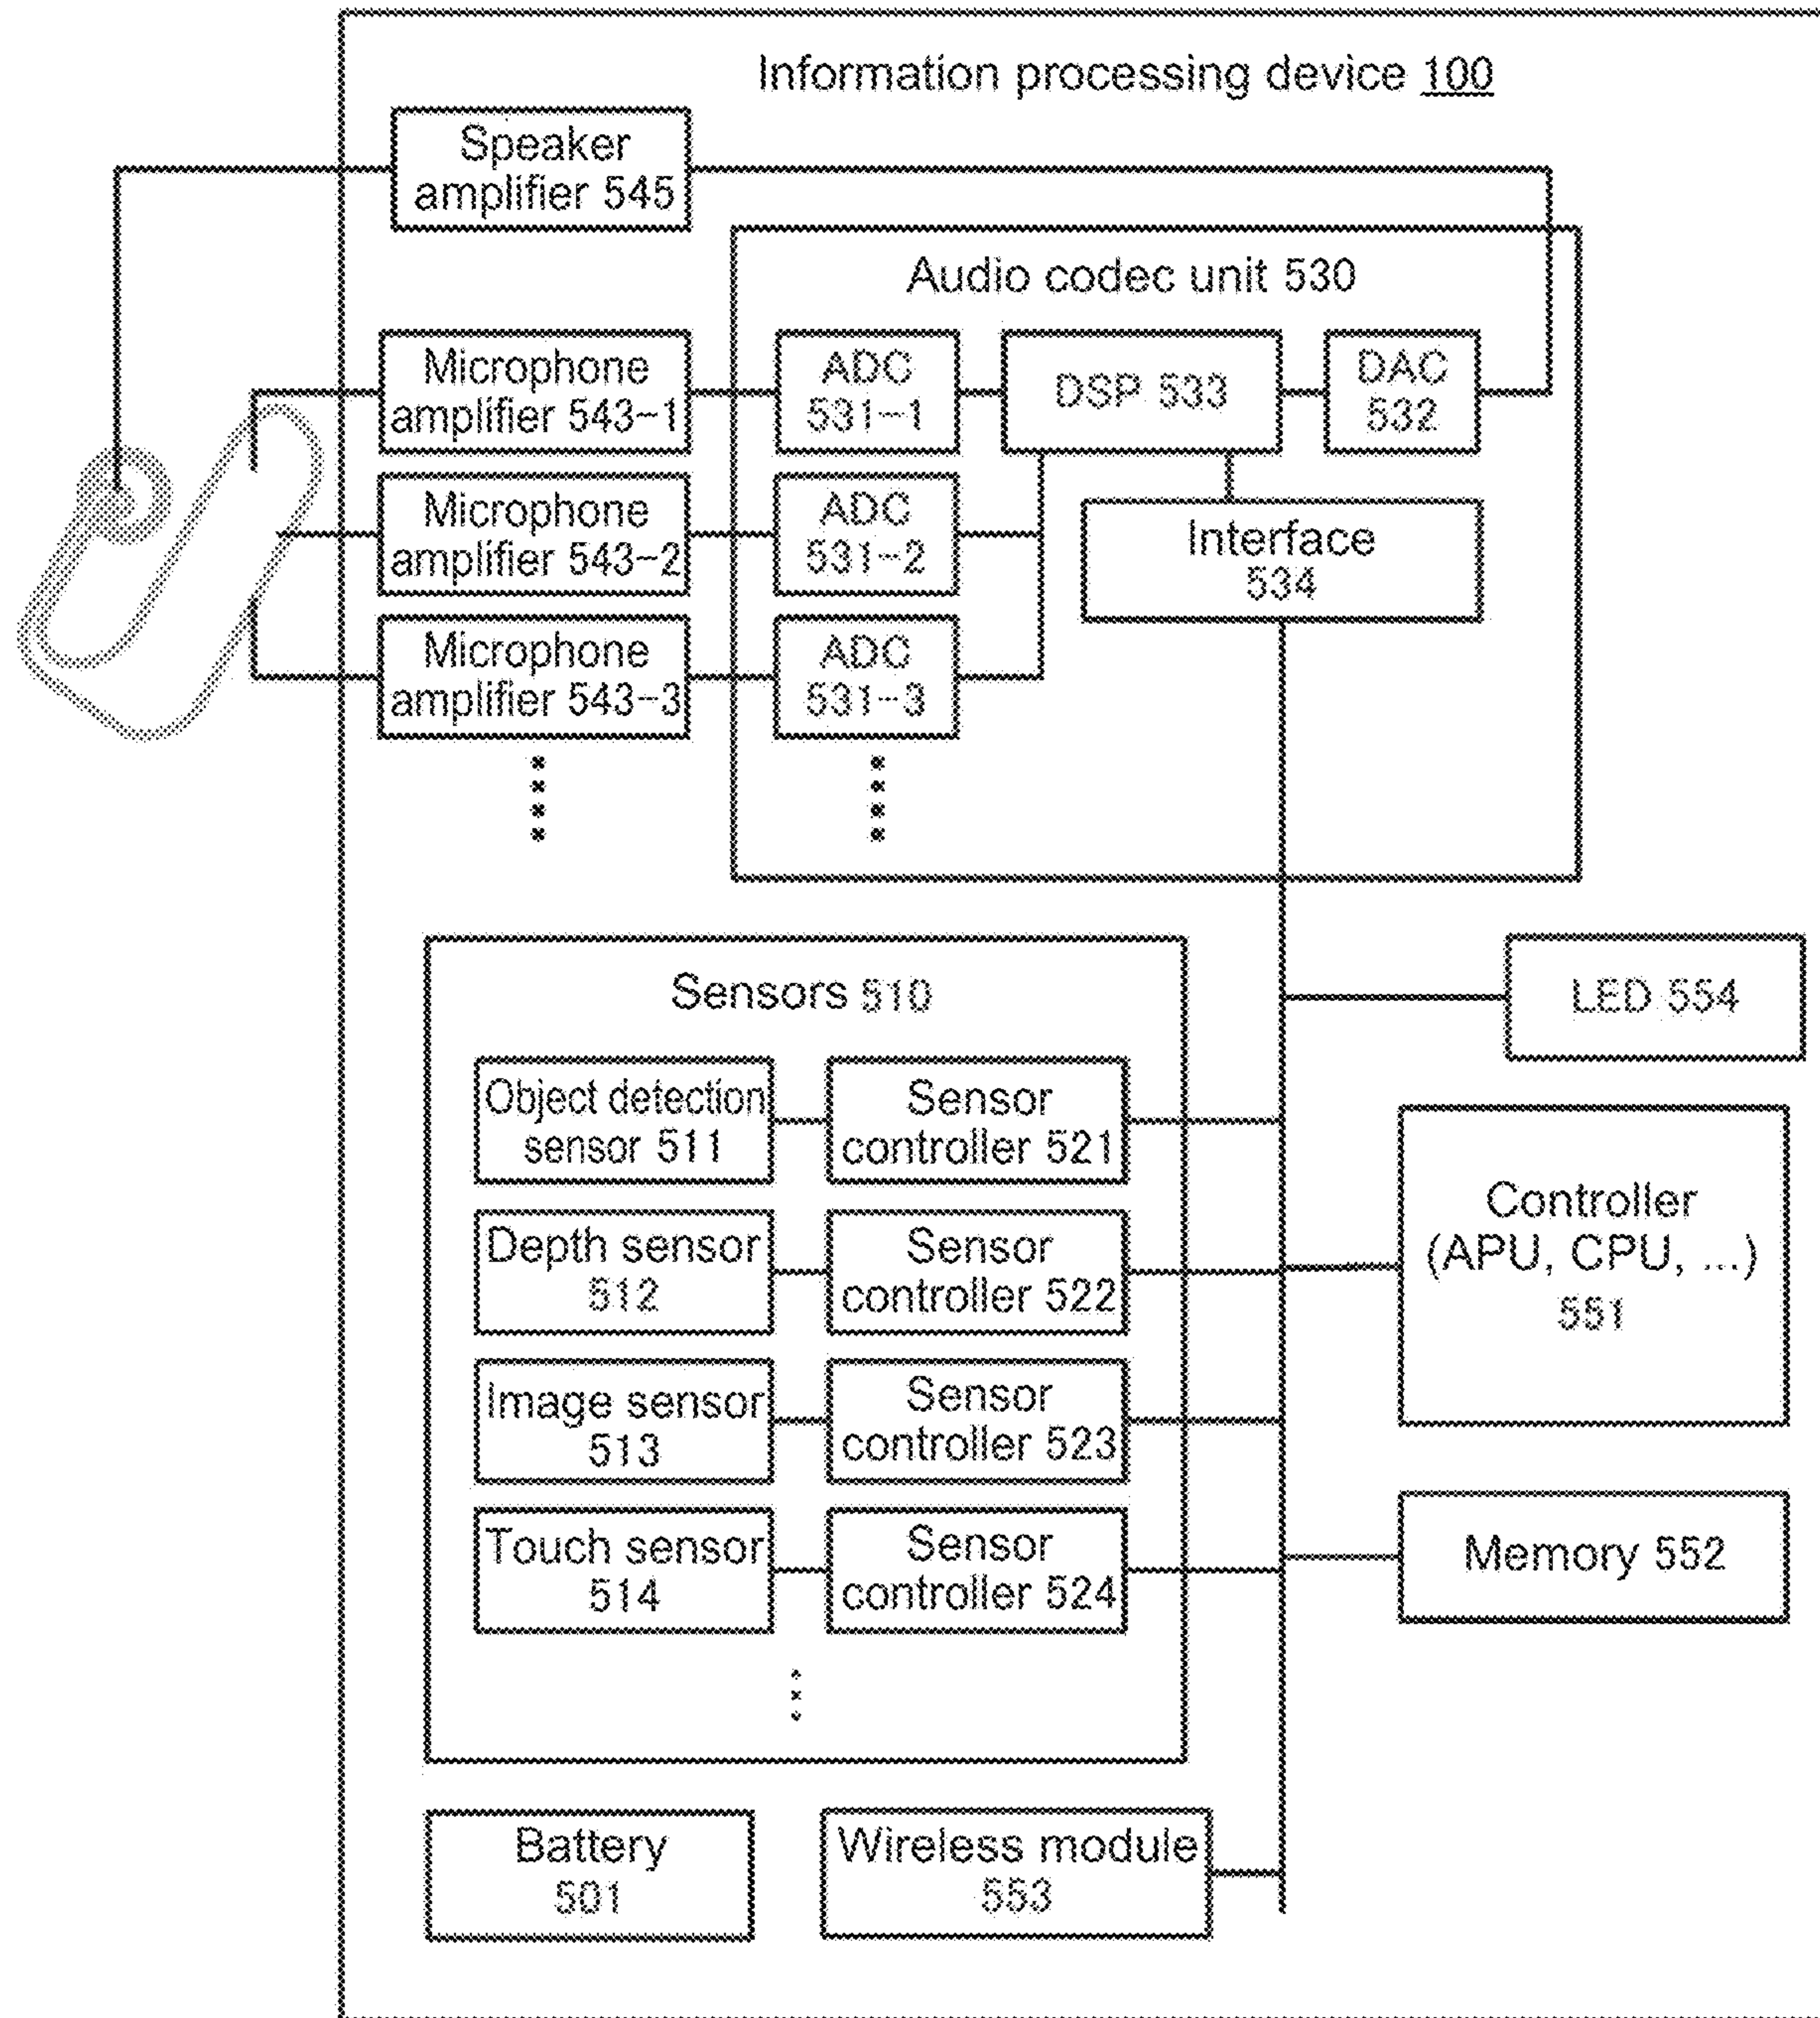 Information processing device 100
Speaker
amplifier 545
Audio codec unit 530
Microphone
amplifier 543-1
ADC
531-1
DSP 533
DAC
532
Microphone
amplifier 543-2
ADC
531-2
Interface
534
Microphone
amplifier 543-3
ADC
531-3
Sensors 510
LED 554
Object detection
sensor 511
Sensor
controller 521
Controller
(APU, CPU, ...)
551
Depth sensor
512
Sensor
controller 522
Image sensor
513
Sensor
controller 523
Touch sensor
514
Sensor
controller 524
Memory 552
Battery
501
Wireless module
553